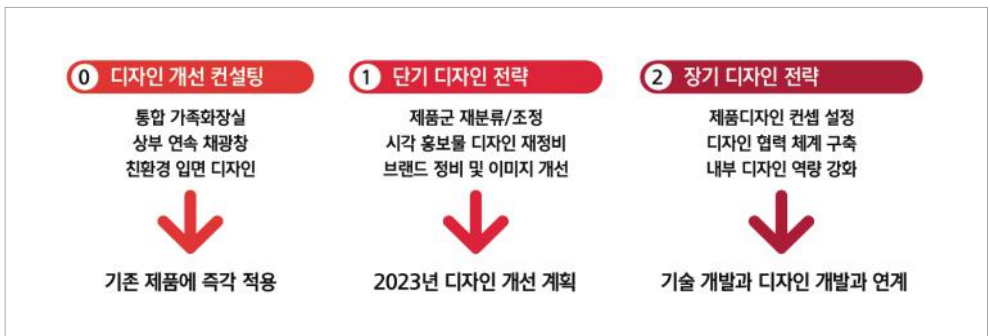 0 디자인 개선 컨설팅
통합 가족화장실
상부 연속 채광창
친환경 입면 디자인
기존 제품에 즉각 적용
1 단기 디자인 전략
제품군 재분류/조정
시각 홍보물 디자인 재정비
브랜드 정비 및 이미지 개선
2023년 디자인 개선 계획
2 장기 디자인 전략
제품디자인 컨셉 설정
디자인 협력 체계 구축
내부 디자인 역량 강화
기술 개발과 디자인 개발과 연계